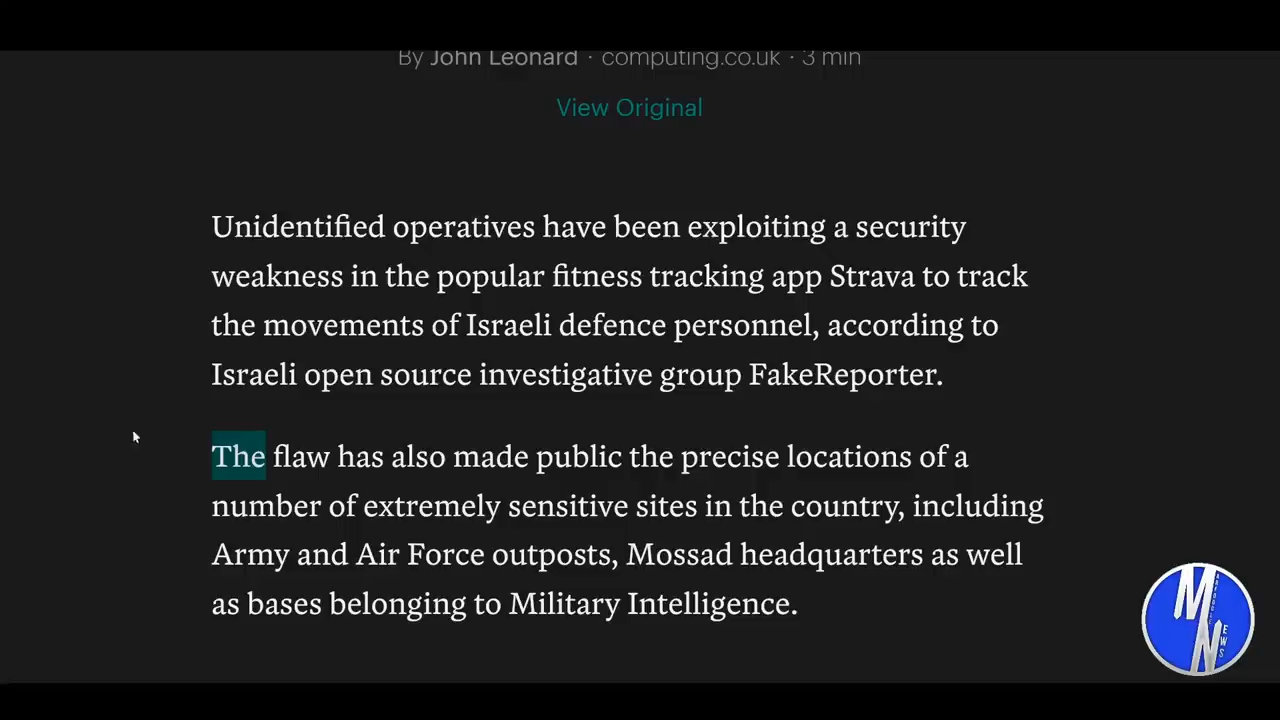 By John Leonard · computing.co.uk · 3 min
View Original
Unidentified operatives have been exploiting a security
weakness in the popular fitness tracking app Strava to track
the movements of Israeli defence personnel, according to
Israeli open source investigative group FakeReporter.
The flaw has also made public the precise locations of a
number of extremely sensitive sites in the country, including
Army and Air Force outposts, Mossad headquarters as well
as bases belonging to Military Intelligence.
MN
EWS